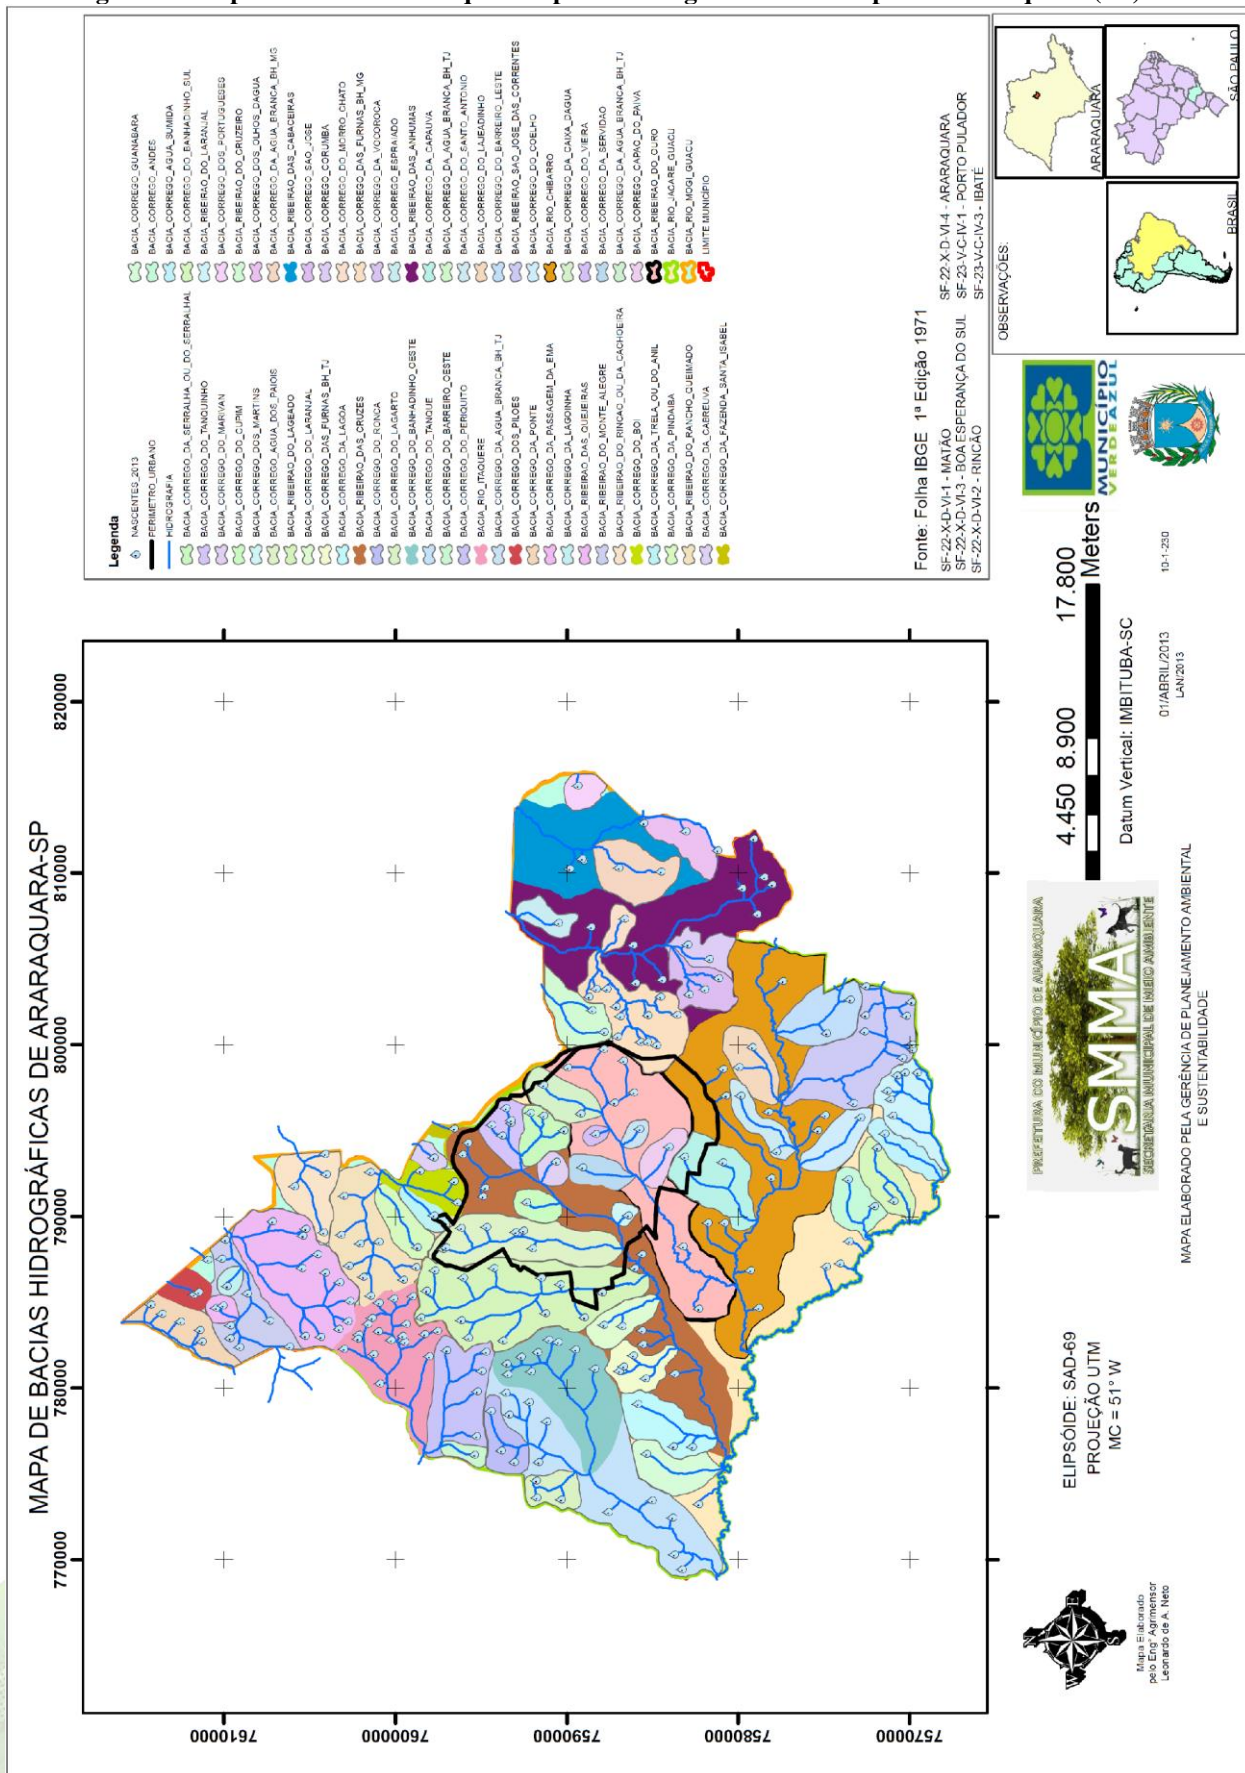 MAPA DE BACIAS HIDROGRÁFICAS DE ARARAQUARA-SP
770000
780000
790000
800000
810000
820000
7610000
7600000
7590000
7580000
7570000
Legenda
NASCENTES_2013
PERIMETRO_URBANO
HIDROGRAFIA
BACIA_CORREGO_DA_SERRALHA_OU_DO_SERRALHAL
BACIA_CORREGO_DO_TANQUINHO
BACIA_CORREGO_DO_MARIVAN
BACIA_CORREGO_DO_CUPIM
BACIA_CORREGO_DOS_MARTINS
BACIA_CORREGO_AGUA_DOS_PAIOIS
BACIA_RIBEIRAO_DO_LAGEADO
BACIA_CORREGO_DO_LARANJAL
BACIA_CORREGO_DAS_FURNAS_BH_TJ
BACIA_CORREGO_DA_LAGOA
BACIA_RIBEIRAO_DAS_CRUZES
BACIA_CORREGO_DO_RONCA
BACIA_CORREGO_DO_LAGARTO
BACIA_CORREGO_DO_BANHADINHO_OESTE
BACIA_CORREGO_DO_TANQUE
BACIA_CORREGO_DO_BARREIRO_OESTE
BACIA_CORREGO_DO_PERIQUITO
BACIA_RIO_ITAQUERE
BACIA_CORREGO_DA_AGUA_BRANCA_BH_TJ
BACIA_CORREGO_DOS_PILOES
BACIA_CORREGO_DA_PONTE
BACIA_CORREGO_DA_PASSAGEM_DA_EMA
BACIA_CORREGO_DA_LAGOINHA
BACIA_RIBEIRAO_DAS_QUEIJEIRAS
BACIA_RIBEIRAO_DO_MONTE_ALEGRE
BACIA_RIBEIRAO_DO_RINCAO_OU_DA_CACHOEIRA
BACIA_CORREGO_DO_BOI
BACIA_CORREGO_DA_TRELA_OU_DO_ANIL
BACIA_CORREGO_DA_PINDAIBA
BACIA_RIBEIRAO_DO_RANCHO_QUEIMADO
BACIA_CORREGO_DA_CABRELUVA
BACIA_CORREGO_DA_FAZENDA_SANTA_ISABEL
BACIA_CORREGO_GUANABARA
BACIA_CORREGO_ANDES
BACIA_CORREGO_AGUA_SUMIDA
BACIA_CORREGO_DO_BANHADINHO_SUL
BACIA_RIBEIRAO_DO_LARANJAL
BACIA_CORREGO_DOS_PORTUGUESES
BACIA_RIBEIRAO_DO_CRUZEIRO
BACIA_CORREGO_DOS_OLHOS_DAGUA
BACIA_CORREGO_DA_AGUA_BRANCA_BH_MG
BACIA_RIBEIRAO_DAS_CABACEIRAS
BACIA_CORREGO_SAO_JOSE
BACIA_CORREGO_CORUMBA
BACIA_CORREGO_DO_MORRO_CHATO
BACIA_CORREGO_DAS_FURNAS_BH_MG
BACIA_CORREGO_DA_VOCOROCA
BACIA_CORREGO_ESPRAIADO
BACIA_RIBEIRAO_DAS_ANHUMAS
BACIA_CORREGO_DA_CAPAUVA
BACIA_CORREGO_DA_AGUA_BRANCA_BH_TJ
BACIA_CORREGO_DO_SANTO_ANTONIO
BACIA_CORREGO_DO_LAJEADINHO
BACIA_CORREGO_DO_BARREIRO_LESTE
BACIA_RIBEIRAO_SAO_JOSE_DAS_CORRENTES
BACIA_CORREGO_DO_COELHO
BACIA_RIO_CHIBARRO
BACIA_CORREGO_DA_CAIXA_DAGUA
BACIA_CORREGO_DO_VIEIRA
BACIA_CORREGO_DA_SERVIDAO
BACIA_CORREGO_DA_AGUA_BRANCA_BH_TJ
BACIA_CORREGO_CAPAO_DO_PAIVA
BACIA_RIBEIRAO_DO_OURO
BACIA_RIO_JACARE_GUACU
BACIA_RIO_MOGI_GUACU
LIMITE MUNICÍPIO
Fonte: Folha IBGE 1ª Edição 1971
SF-22-X-D-VI-1 - MATÃO
SF-22-X-D-VI-3 - BOA ESPERANÇA DO SUL
SF-22-X-D-VI-2 - RINCÃO
SF-22-X-D-VI-4 - ARARAQUARA
SF-23-V-C-IV-1 - PORTO PULADOR
SF-23-V-C-IV-3 - IBATÉ
OBSERVAÇÕES:
ARARAQUARA
BRASIL
SÃO PAULO
Mapa Elaborado
pelo Engº Agrimensor
Leonardo de A. Neto
ELIPSÓIDE: SAD-69
PROJEÇÃO UTM
MC = 51° W
PREFEITURA DO MUNICÍPIO DE ARARAQUARA
SMMA
SECRETARIA MUNICIPAL DE MEIO AMBIENTE
MAPA ELABORADO PELA GERÊNCIA DE PLANEJAMENTO AMBIENTAL
E SUSTENTABILIDADE
4.450 8.900 17.800
Meters
Datum Vertical: IMBITUBA-SC
01/ABRIL/2013
LAN/2013
10-1-230
MUNICÍPIO
VERDEAZUL